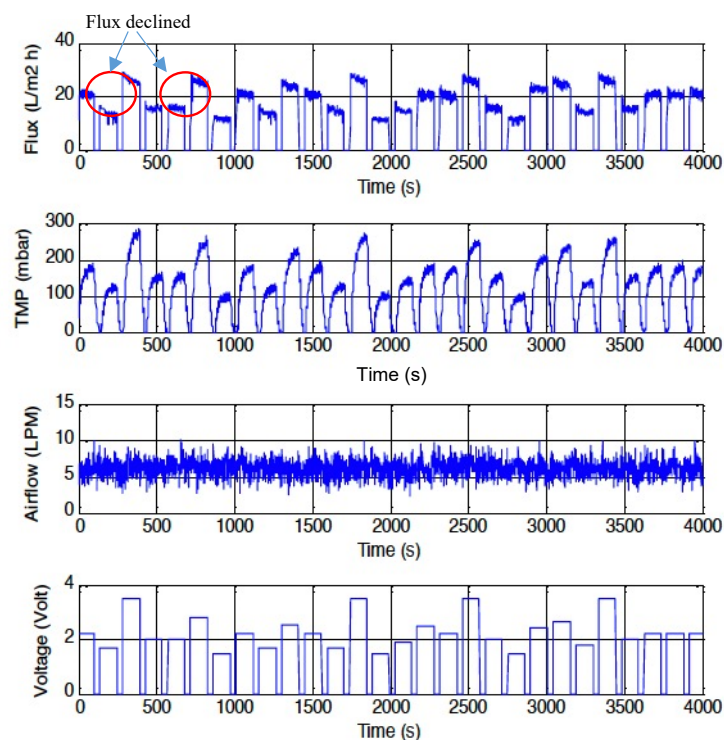 Flux declined
40
20
0
Flux (L/m2 h)
0 500 1000 1500 2000 2500 3000 3500 4000
Time (s)
300
200
100
0
TMP (mbar)
0 500 1000 1500 2000 2500 3000 3500 4000
Time (s)
15
10
5
0
Airflow (LPM)
0 500 1000 1500 2000 2500 3000 3500 4000
Time (s)
4
2
0
Voltage (Volt)
0 500 1000 1500 2000 2500 3000 3500 4000
Time (s)